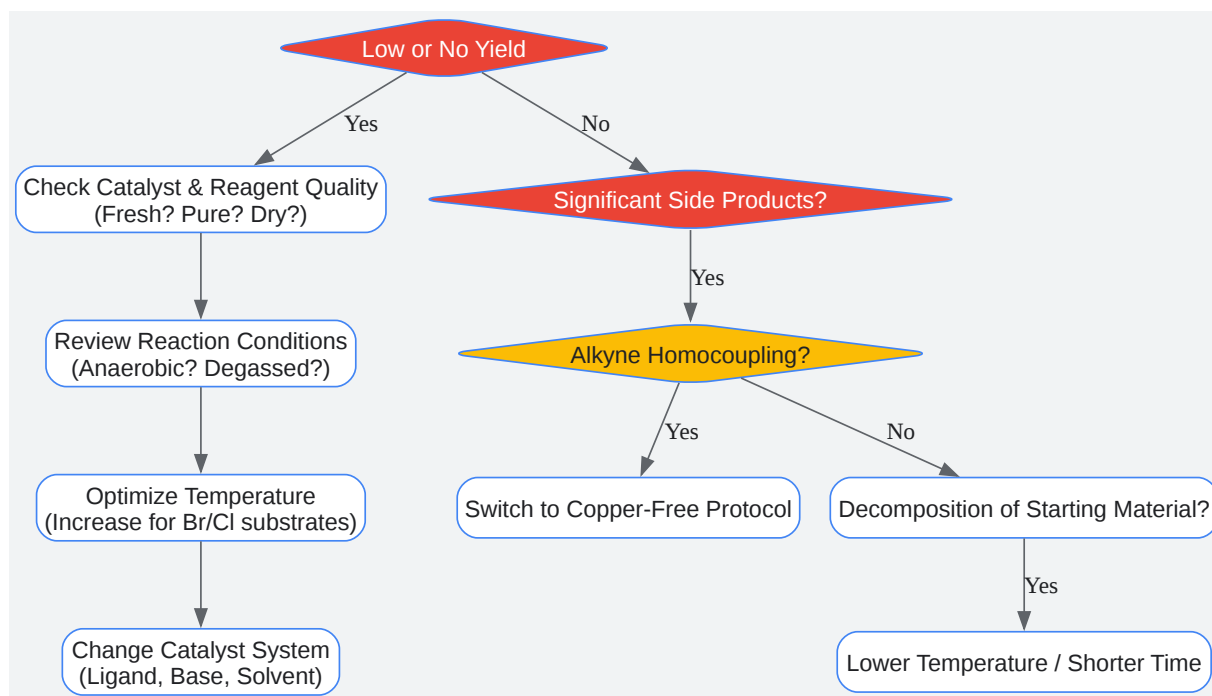 Low or No Yield
Yes
No
Check Catalyst & Reagent Quality
(Fresh? Pure? Dry?)
Significant Side Products?
Yes
Review Reaction Conditions
(Anaerobic? Degassed?)
Alkyne Homocoupling?
Yes
No
Optimize Temperature
(Increase for Br/Cl substrates)
Switch to Copper-Free Protocol
Decomposition of Starting Material?
Yes
Change Catalyst System
(Ligand, Base, Solvent)
Lower Temperature / Shorter Time